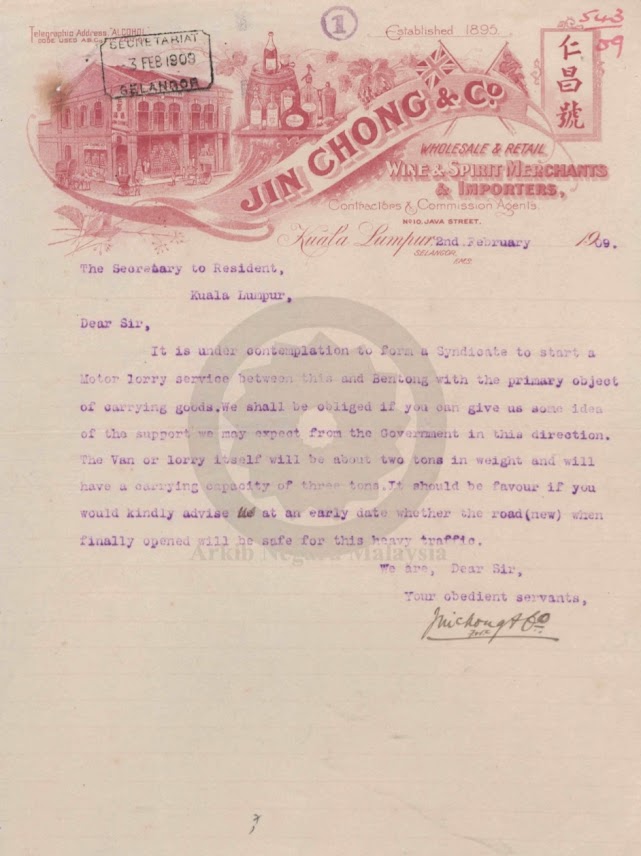 1
543
09
Telegraphic Address "ALCOHOL"
CODE USED A.B.C.
SECRETARIAT
3 FEB 1909
SELANGOR
Established 1895.
仁昌號
JIN CHONG & Co
WHOLESALE & RETAIL
WINE & SPIRIT MERCHANTS
& IMPORTERS,
Contractors & Commission Agents.
No 10, JAVA STREET.
Kuala Lumpur, 2nd February 1909.
SELANGOR,
F.M.S.
The Secretary to Resident,
Kuala Lumpur,
Dear Sir,
It is under contemplation to form a Syndicate to start a
Motor lorry service between this and Bentong with the primary object
of carrying goods.We shall be obliged if you can give us some idea
of the support we may expect from the Government in this direction.
The Van or lorry itself will be about two tons in weight and will
have a carrying capacity of three tons.It should be favour if you
would kindly advise us at an early date whether the road(new) when
finally opened will be safe for this heavy traffic.
Arkib Negara Malaysia
We are, Dear Sir,
Your obedient servants,
Jinchong & Co